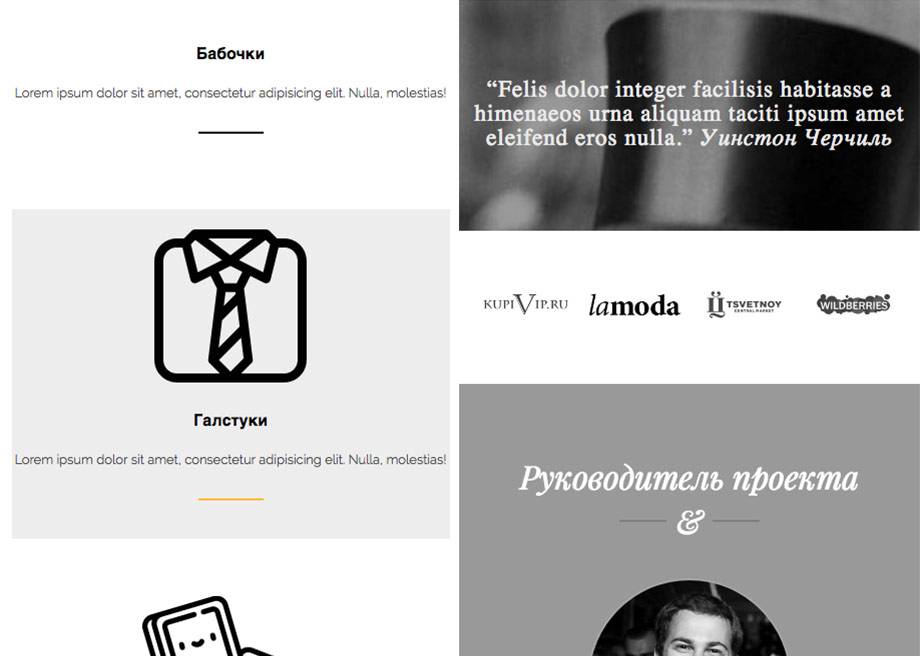 Бабочки
Lorem ipsum dolor sit amet, consectetur adipisicing elit. Nulla, molestias!
Галстуки
Lorem ipsum dolor sit amet, consectetur adipisicing elit. Nulla, molestias!
“Felis dolor integer facilisis habitasse a
himenaeos urna aliquam taciti ipsum amet
eleifend eros nulla.” Уинстон Черчиль
KUPIVIP.RU
lamoda
Ц TSVETNOY
CENTRAL MARKET
WILDBERRIES
Руководитель проекта
&